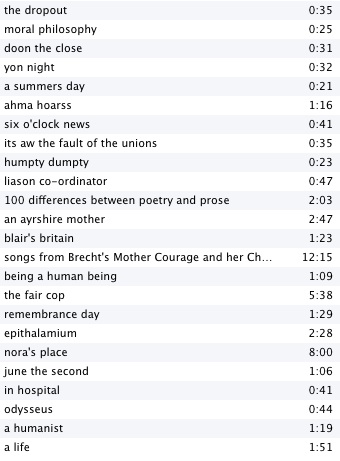 the dropout 0:35
moral philosophy 0:25
doon the close 0:31
yon night 0:32
a summers day 0:21
ahma hoarss 1:16
six o'clock news 0:41
its aw the fault of the unions 0:35
humpty dumpty 0:23
liason co-ordinator 0:47
100 differences between poetry and prose 2:03
an ayrshire mother 2:47
blair's britain 1:23
songs from Brecht's Mother Courage and her Ch... 12:15
being a human being 1:09
the fair cop 5:38
remembrance day 1:29
epithalamium 2:28
nora's place 8:00
june the second 1:06
in hospital 0:41
odysseus 0:44
a humanist 1:19
a life 1:51